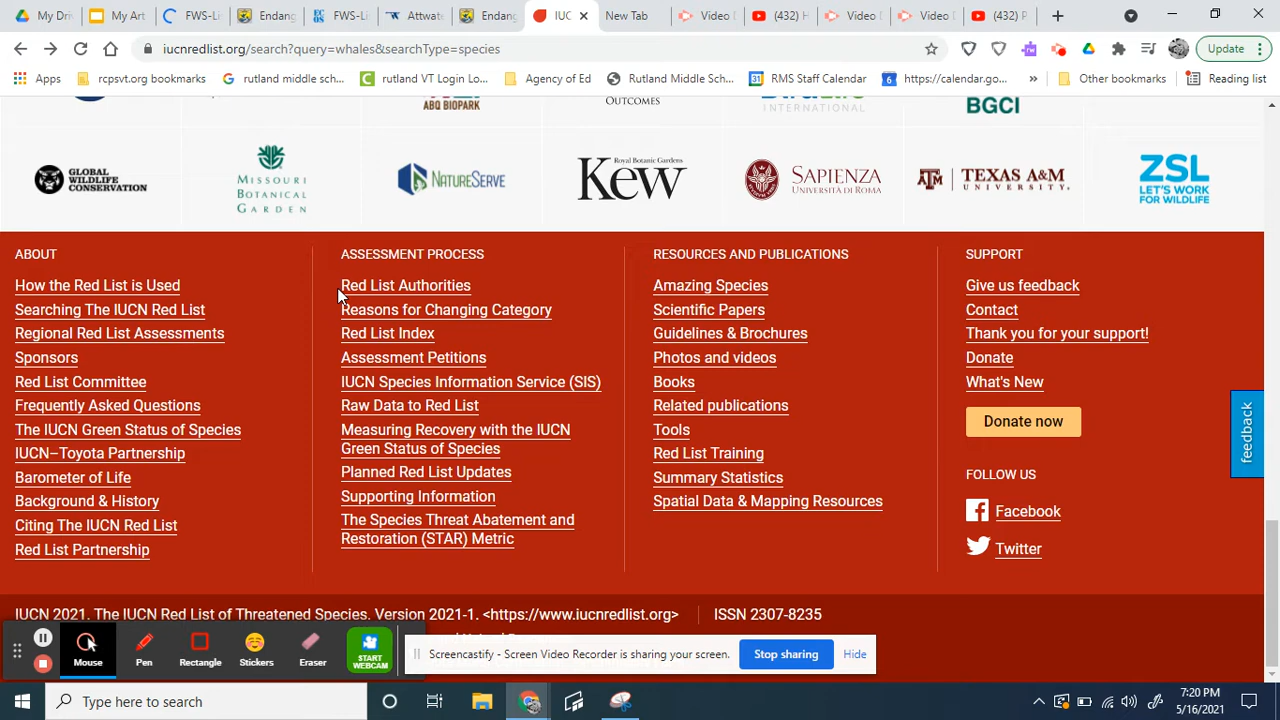 My Dri
My Art
FWS-Li
Endang
FWS-Li
Attwate
Endang
IUC
New Tab
Video D
(432) H
Video D
Video D
(432) P
iucnredlist.org/search?query=whales&searchType=species
Update
Apps
rcpsvt.org bookmarks
rutland middle sch...
rutland VT Login Lo...
Agency of Ed
Rutland Middle Sch...
RMS Staff Calendar
https://calendar.go...
»
Other bookmarks
Reading list
ABQ BIOPARK
OUTCOMES
INTERNATIONAL
BGCI
GLOBAL
WILDLIFE
CONSERVATION
MISSOURI
BOTANICAL
GARDEN
NATURESERVE
Royal Botanic Gardens
Kew
SAPIENZA
UNIVERSITÀ DI ROMA
TEXAS A&M
UNIVERSITY
ZSL
LET'S WORK
FOR WILDLIFE
ABOUT
How the Red List is Used
Searching The IUCN Red List
Regional Red List Assessments
Sponsors
Red List Committee
Frequently Asked Questions
The IUCN Green Status of Species
IUCN–Toyota Partnership
Barometer of Life
Background & History
Citing The IUCN Red List
Red List Partnership
ASSESSMENT PROCESS
Red List Authorities
Reasons for Changing Category
Red List Index
Assessment Petitions
IUCN Species Information Service (SIS)
Raw Data to Red List
Measuring Recovery with the IUCN
Green Status of Species
Planned Red List Updates
Supporting Information
The Species Threat Abatement and
Restoration (STAR) Metric
RESOURCES AND PUBLICATIONS
Amazing Species
Scientific Papers
Guidelines & Brochures
Photos and videos
Books
Related publications
Tools
Red List Training
Summary Statistics
Spatial Data & Mapping Resources
SUPPORT
Give us feedback
Contact
Thank you for your support!
Donate
What's New
Donate now
FOLLOW US
Facebook
Twitter
feedback
IUCN 2021. The IUCN Red List of Threatened Species. Version 2021-1. <https://www.iucnredlist.org>
ISSN 2307-8235
Mouse
Pen
Rectangle
Stickers
Eraser
START
WEBCAM
Screencastify - Screen Video Recorder is sharing your screen.
Stop sharing
Hide
Type here to search
7:20 PM
5/16/2021